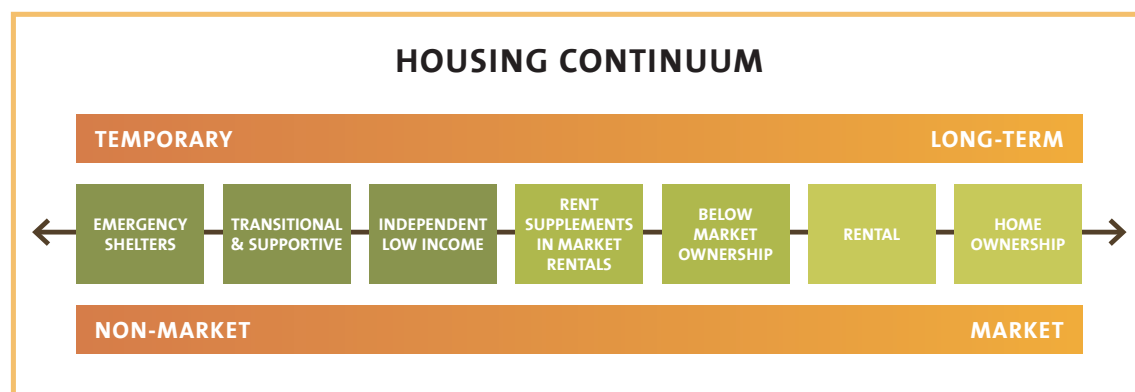 HOUSING CONTINUUM
TEMPORARY
LONG-TERM
EMERGENCY
SHELTERS
TRANSITIONAL
& SUPPORTIVE
INDEPENDENT
LOW INCOME
RENT
SUPPLEMENTS
IN MARKET
RENTALS
BELOW
MARKET
OWNERSHIP
RENTAL
HOME
OWNERSHIP
NON-MARKET
MARKET